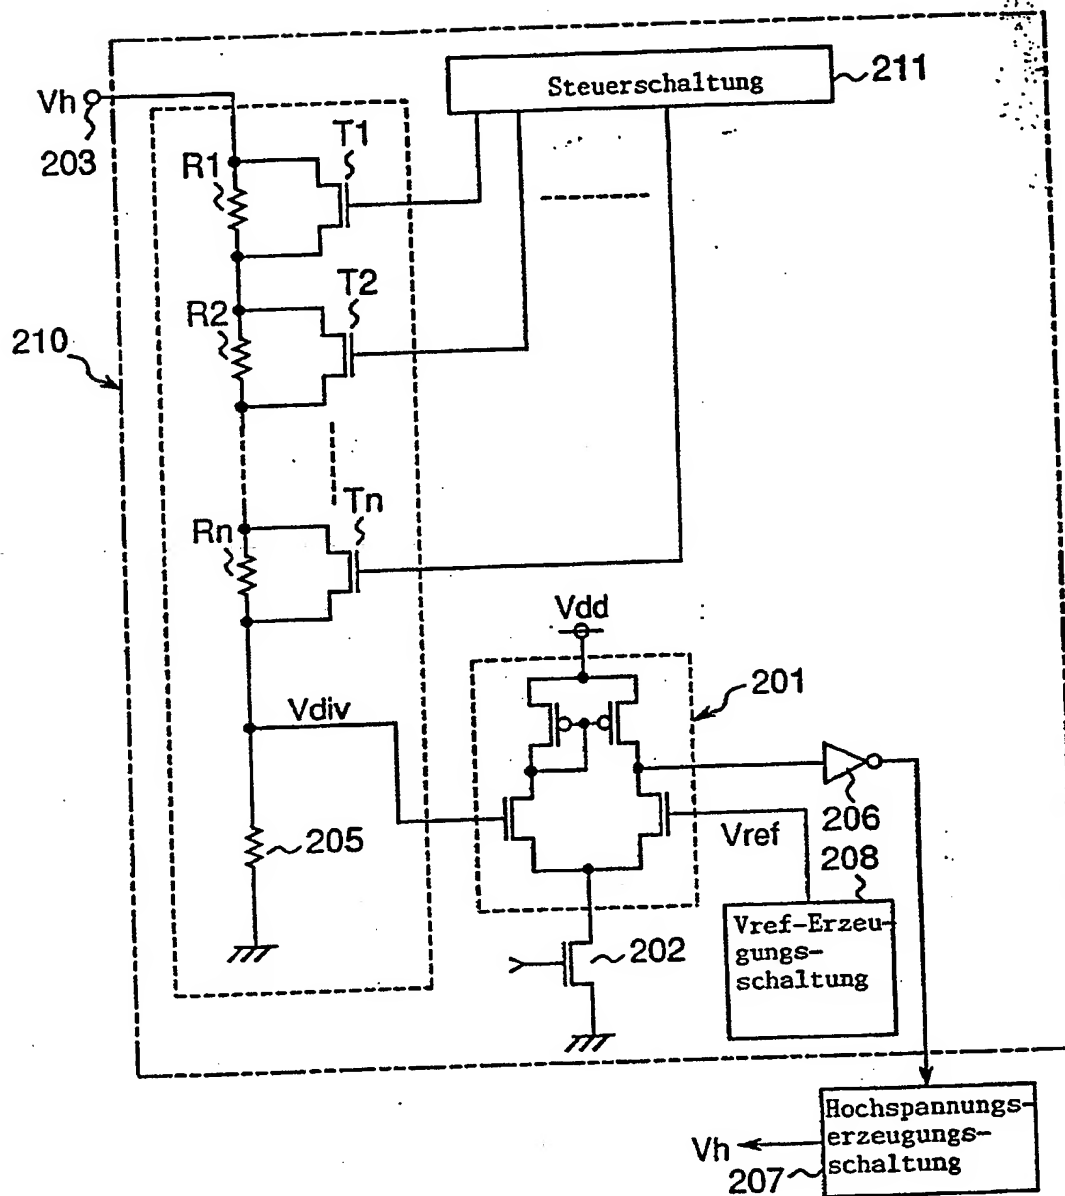 Steuerschaltung
211
Vh
203
R1
T1
R2
T2
210
Rn
Tn
Vdd
201
Vdiv
206
Vref
208
205
Vref-Erzeu-
gungs-
schaltung
202
Hochspannungs-
erzeugungs-
schaltung
Vh
207